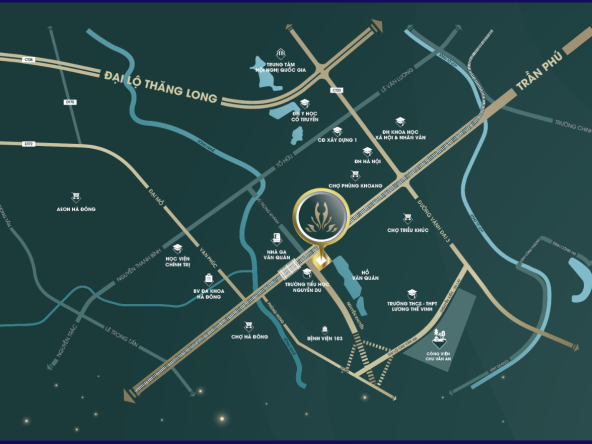 TRUNG TÂM
HỘI NGHỊ QUỐC GIA
ĐẠI LỘ THĂNG LONG
TRẦN PHÚ
LÊ VĂN LƯƠNG
ĐH Y HỌC
CỔ TRUYỀN
CĐ XÂY DỰNG 1
ĐH KHOA HỌC
XÃ HỘI & NHÂN VĂN
ĐH HÀ NỘI
TỐ HỮU
CHỢ PHÙNG KHOANG
ĐẠI MỖ
AEON HÀ ĐÔNG
ĐƯỜNG VÀNH ĐAI 3
CHỢ TRIỀU KHÚC
NHÀ GA
VĂN QUÁN
HỌC VIỆN
CHÍNH TRỊ
VẠN PHÚC
NGUYỄN THANH BÌNH
BV ĐA KHOA
HÀ ĐÔNG
TRƯỜNG TIỂU HỌC
NGUYỄN DU
HỒ
VĂN QUÁN
TRƯỜNG THCS - THPT
LƯƠNG THẾ VINH
CHỢ HÀ ĐÔNG
BỆNH VIỆN 103
LÊ TRỌNG TẤN
CÔNG VIÊN
CHU VĂN AN